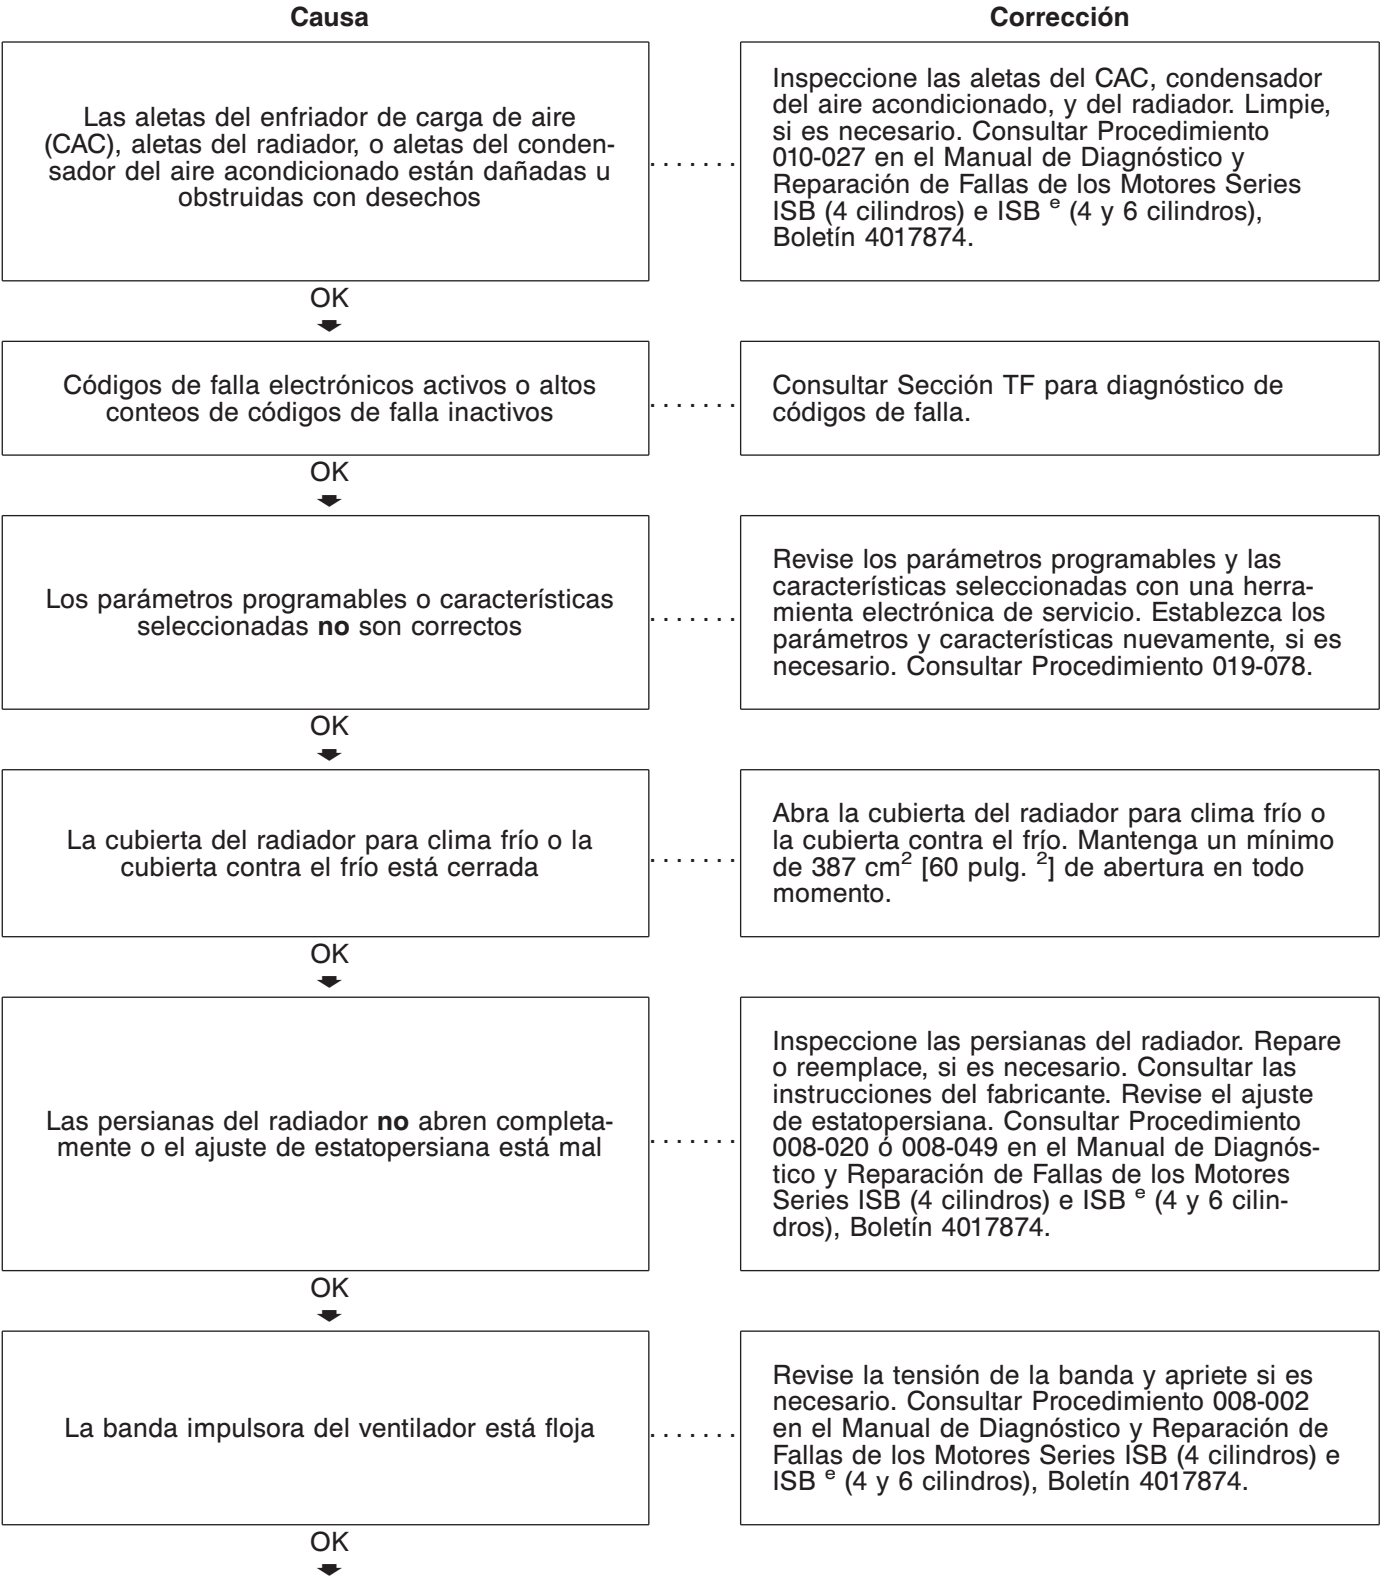 Causa
Corrección
Las aletas del enfriador de carga de aire
(CAC), aletas del radiador, o aletas del conden-
sador del aire acondicionado están dañadas u
obstruidas con desechos
.......
Inspeccione las aletas del CAC, condensador
del aire acondicionado, y del radiador. Limpie,
si es necesario. Consultar Procedimiento
010-027 en el Manual de Diagnóstico y
Reparación de Fallas de los Motores Series
ISB (4 cilindros) e ISB ᵉ (4 y 6 cilindros),
Boletín 4017874.
OK
Códigos de falla electrónicos activos o altos
conteos de códigos de falla inactivos
.......
Consultar Sección TF para diagnóstico de
códigos de falla.
OK
Los parámetros programables o características
seleccionadas no son correctos
.......
Revise los parámetros programables y las
características seleccionadas con una herra-
mienta electrónica de servicio. Establezca los
parámetros y características nuevamente, si es
necesario. Consultar Procedimiento 019-078.
OK
La cubierta del radiador para clima frío o la
cubierta contra el frío está cerrada
.......
Abra la cubierta del radiador para clima frío o
la cubierta contra el frío. Mantenga un mínimo
de 387 cm² [60 pulg. ²] de abertura en todo
momento.
OK
Las persianas del radiador no abren completa-
mente o el ajuste de estatopersiana está mal
.......
Inspeccione las persianas del radiador. Repare
o reemplace, si es necesario. Consultar las
instrucciones del fabricante. Revise el ajuste
de estatopersiana. Consultar Procedimiento
008-020 ó 008-049 en el Manual de Diagnós-
tico y Reparación de Fallas de los Motores
Series ISB (4 cilindros) e ISB ᵉ (4 y 6 cilin-
dros), Boletín 4017874.
OK
La banda impulsora del ventilador está floja
.......
Revise la tensión de la banda y apriete si es
necesario. Consultar Procedimiento 008-002
en el Manual de Diagnóstico y Reparación de
Fallas de los Motores Series ISB (4 cilindros) e
ISB ᵉ (4 y 6 cilindros), Boletín 4017874.
OK